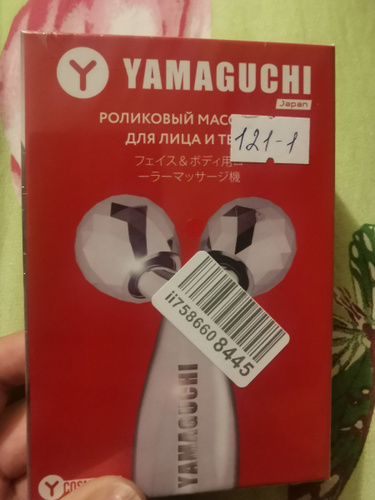 Y YAMAGUCHI
Japan
РОЛИКОВЫЙ
ДЛЯ ЛИЦА И
121-1
フェイス&ボディ用
ーラーマッサージ機
ii758660 8445
YAMAGUCHI
Y